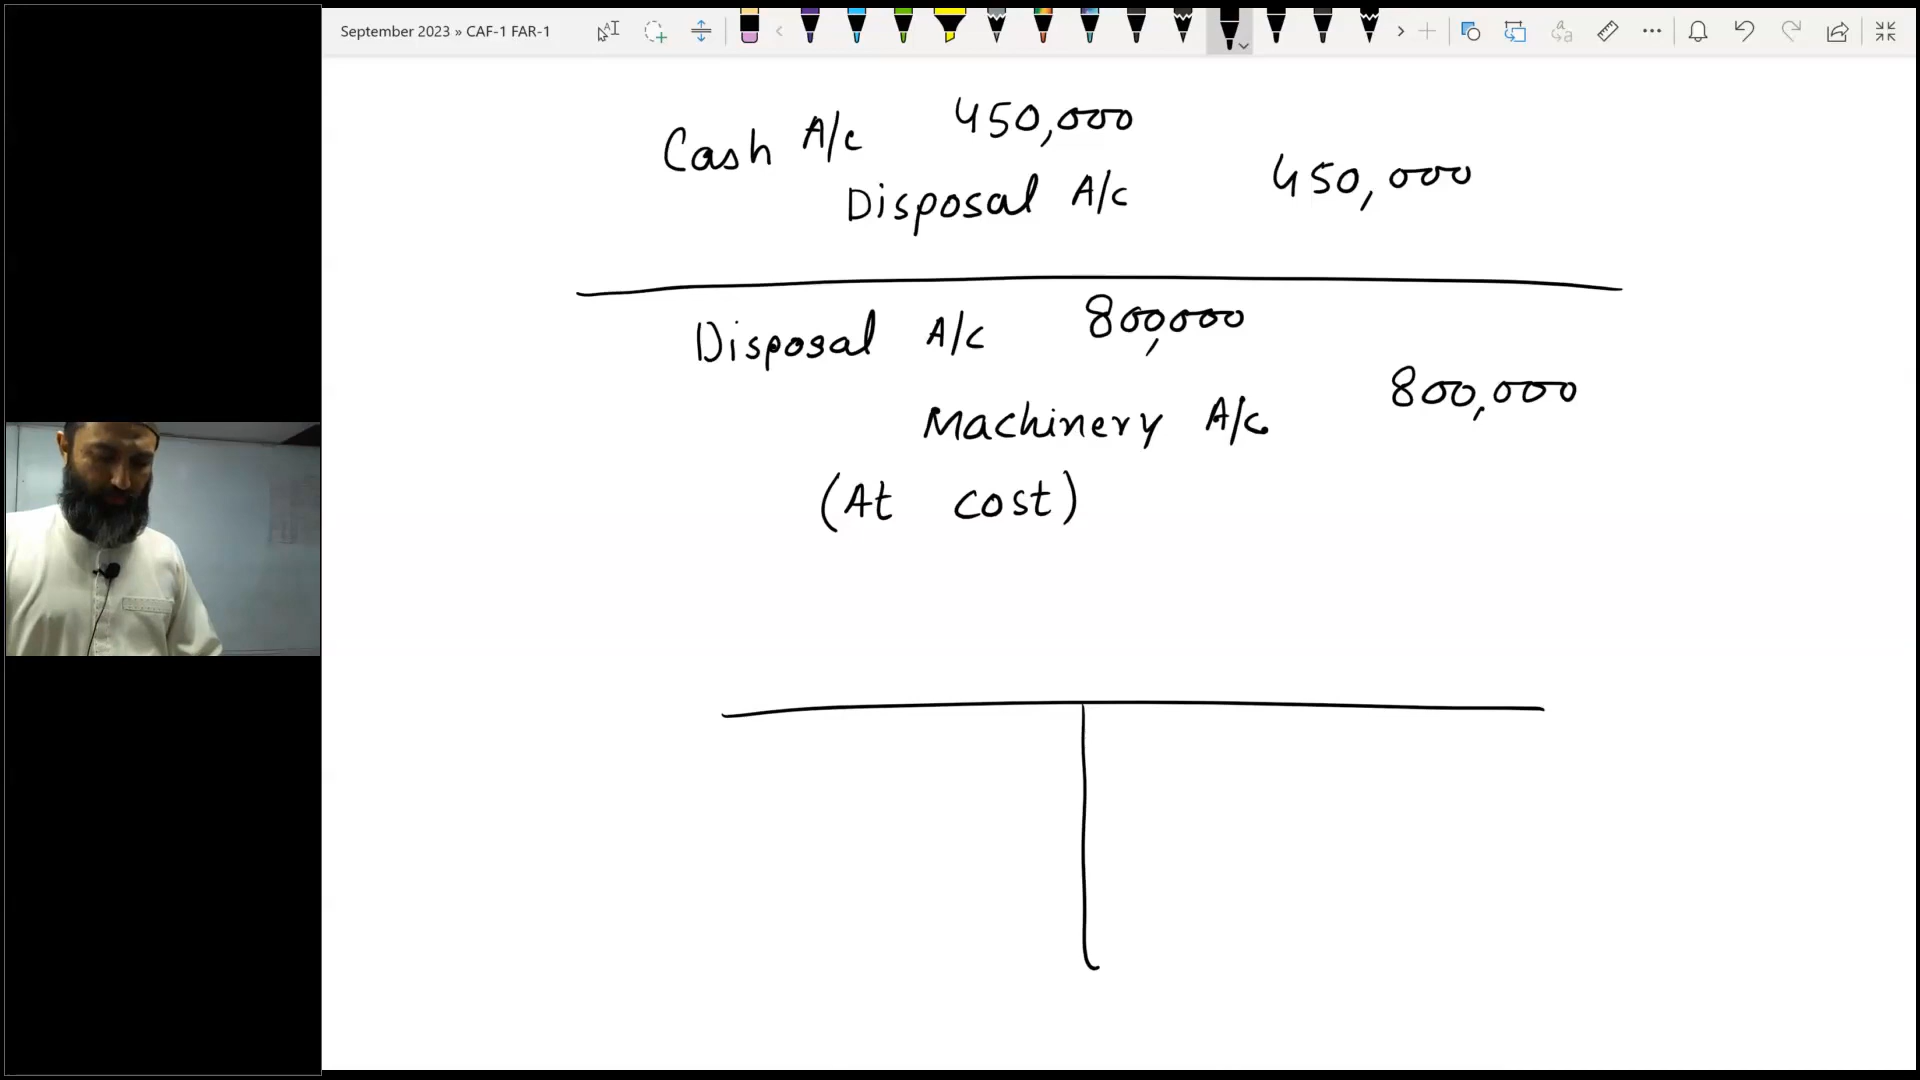 September 2023 » CAF-1 FAR-1
Cash A/c 450,000
Disposal A/c 450,000
Disposal A/c 800,000
Machinery A/c 800,000
(At cost)